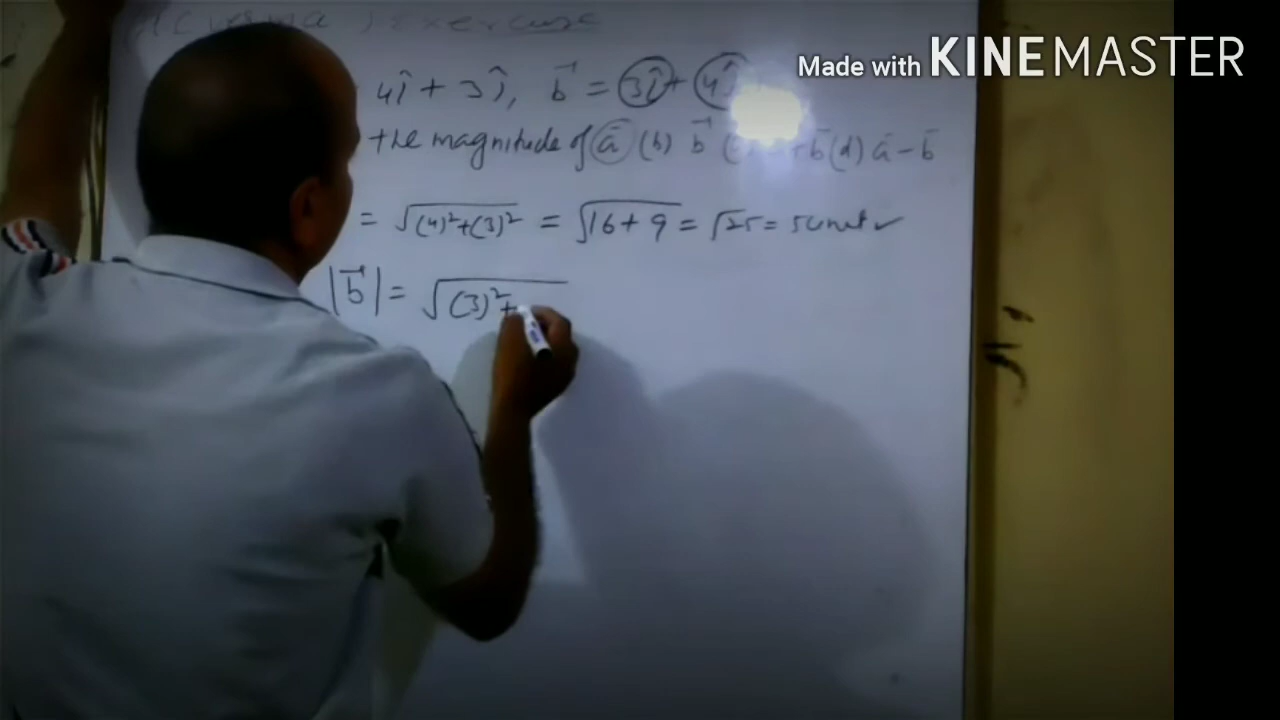 Made with KINEMASTER
Exercise
4î + 3ĵ, b⃗ = 3î + 4ĵ
the magnitude of a⃗ (b) b⃗ + b⃗ (d) a⃗ - b⃗
= √(4)²+(3)² = √16 + 9 = √25 = 5 unit ✓
|b⃗| = √(3)²+